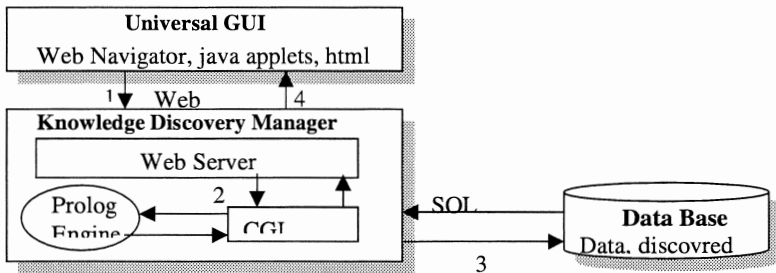 Universal GUI
Web Navigator, java applets, html
1 Web 4
Knowledge Discovery Manager
Web Server
Prolog
Engine
2
CGI
SQL
3
Data Base
Data, discovred